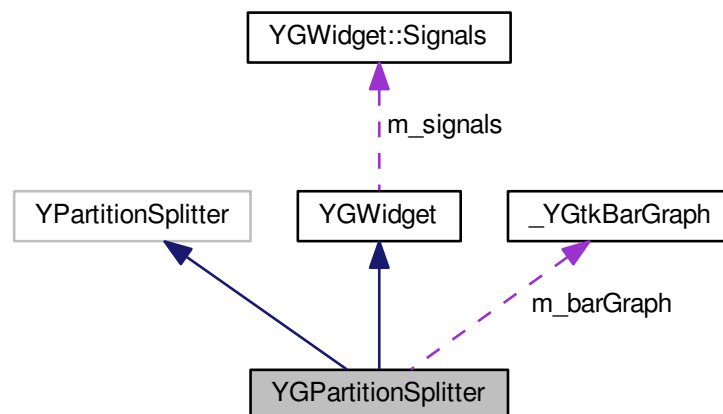 YGWidget::Signals
m_signals
YPartitionSplitter
YGWidget
_YGtkBarGraph
m_barGraph
YGPartitionSplitter